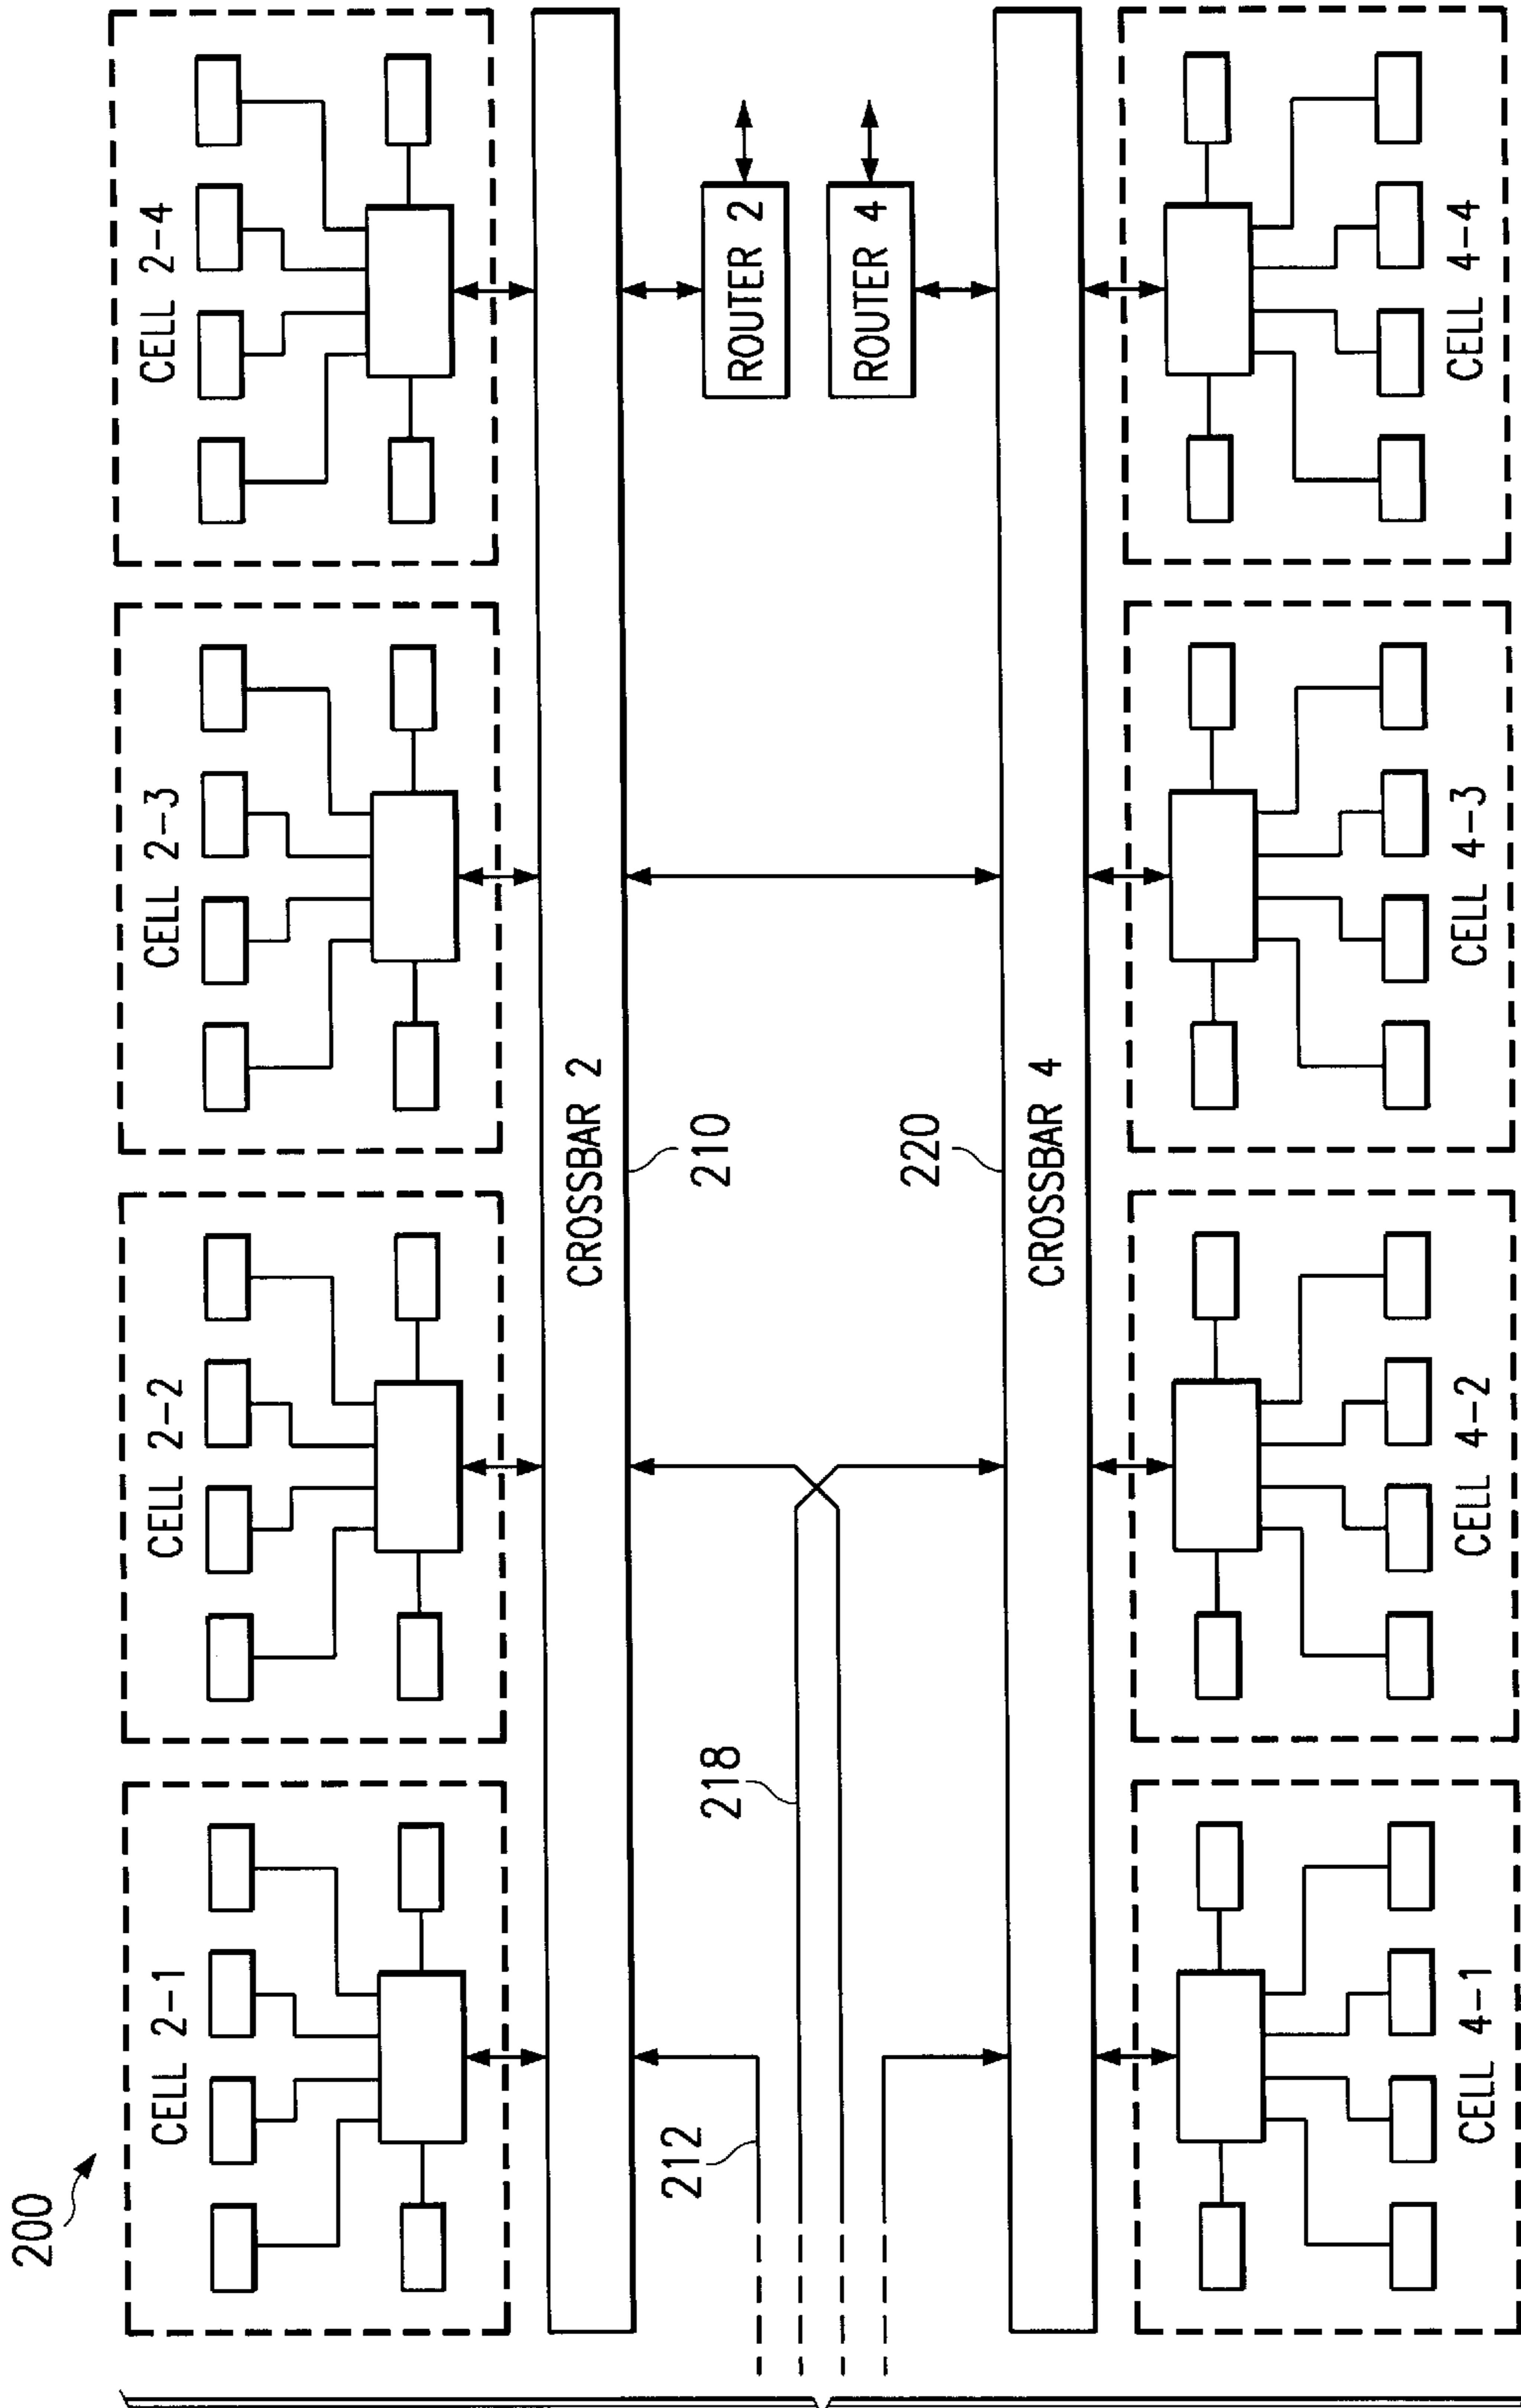 200
CELL 2-1
CELL 2-2
CELL 2-3
CELL 2-4
CROSSBAR 2
210
212
218
ROUTER 2
ROUTER 4
220
CROSSBAR 4
CELL 4-1
CELL 4-2
CELL 4-3
CELL 4-4